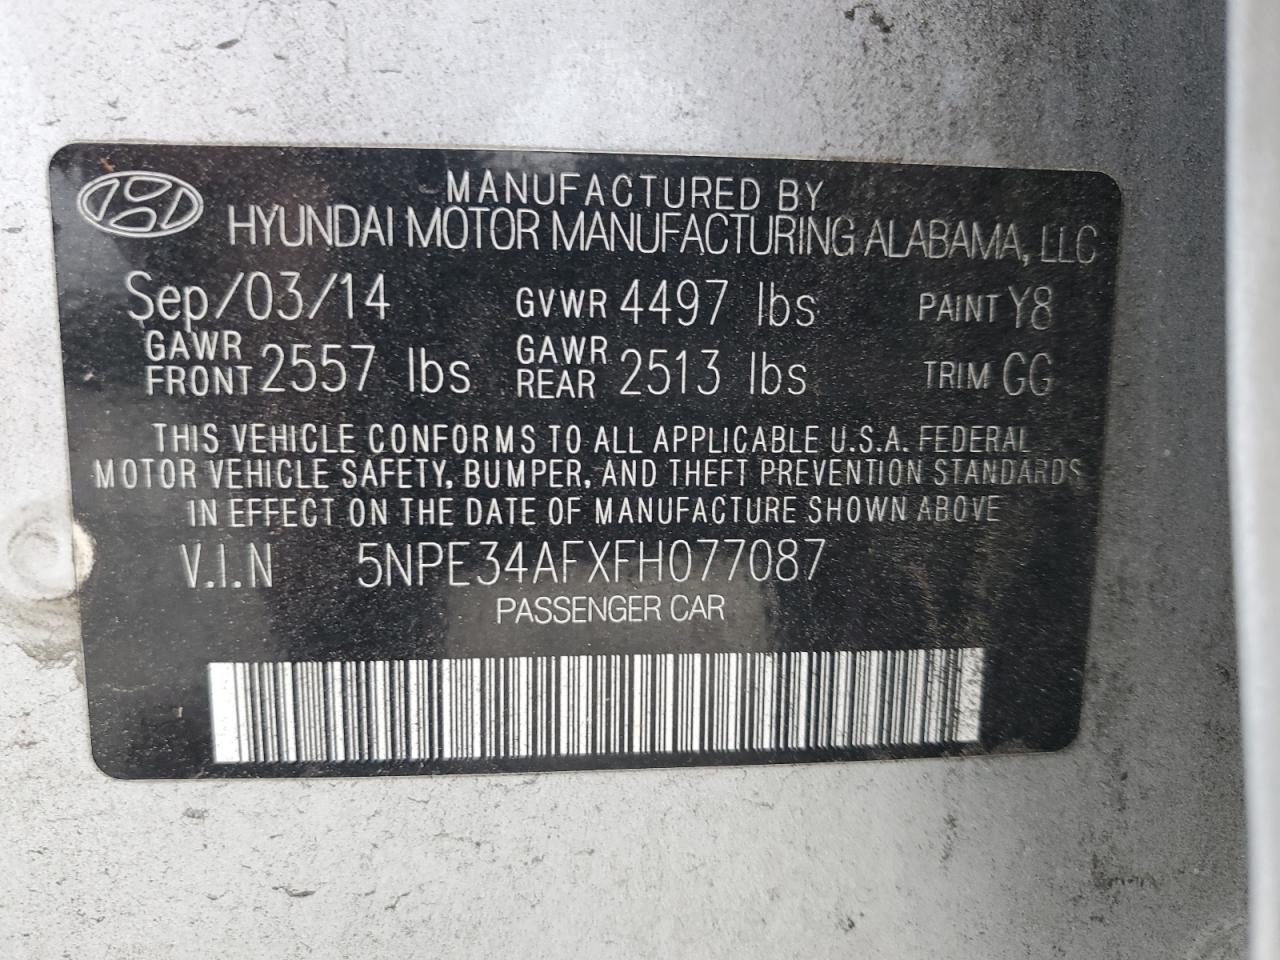 MANUFACTURED BY
HYUNDAI MOTOR MANUFACTURING ALABAMA, LLC
Sep/03/14 GVWR 4497 lbs PAINT Y8
GAWR FRONT 2557 lbs GAWR REAR 2513 lbs TRIM GG
THIS VEHICLE CONFORMS TO ALL APPLICABLE U.S.A. FEDERAL
MOTOR VEHICLE SAFETY, BUMPER, AND THEFT PREVENTION STANDARDS
IN EFFECT ON THE DATE OF MANUFACTURE SHOWN ABOVE
V.I.N 5NPE34AFXFH077087
PASSENGER CAR